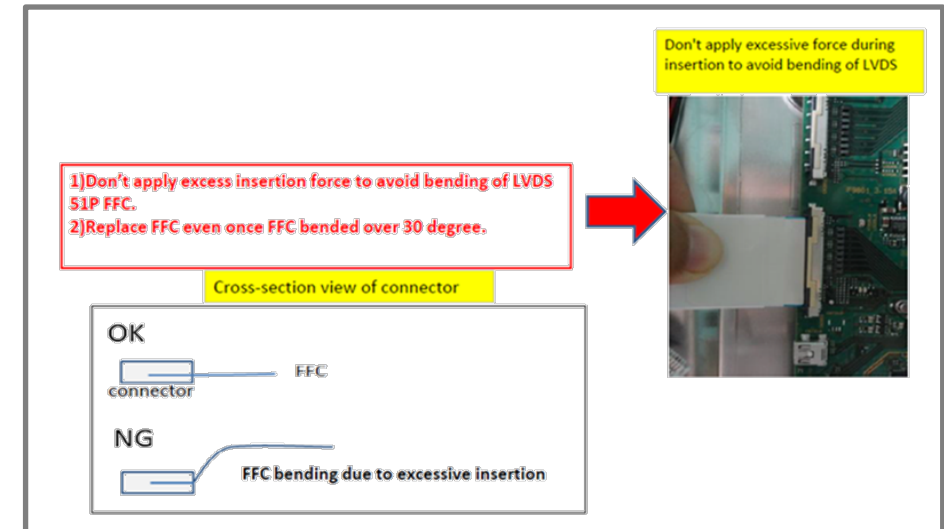 Don't apply excessive force during
insertion to avoid bending of LVDS
1)Don't apply excess insertion force to avoid bending of LVDS
51P FFC.
2)Replace FFC even once FFC bended over 30 degree.
Cross-section view of connector
OK
FFC
connector
NG
FFC bending due to excessive insertion